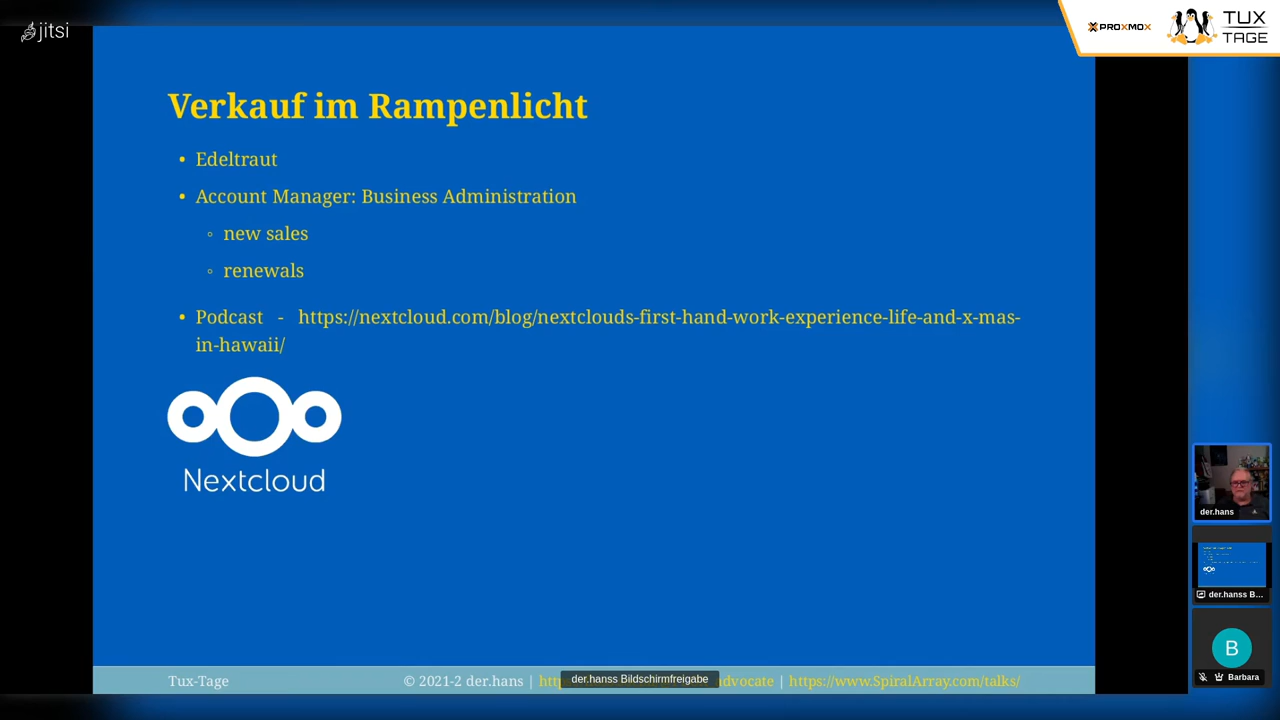 jitsi
PROXMOX
TUX
TAGE
Verkauf im Rampenlicht
• Edeltraut
• Account Manager: Business Administration
◦ new sales
◦ renewals
• Podcast - https://nextcloud.com/blog/nextclouds-first-hand-work-experience-life-and-x-mas-
in-hawaii/
Nextcloud
der.hans
der.hanss B...
B
Barbara
Tux-Tage © 2021-2 der.hans | advocate | https://www.SpiralArray.com/talks/
der.hanss Bildschirmfreigabe